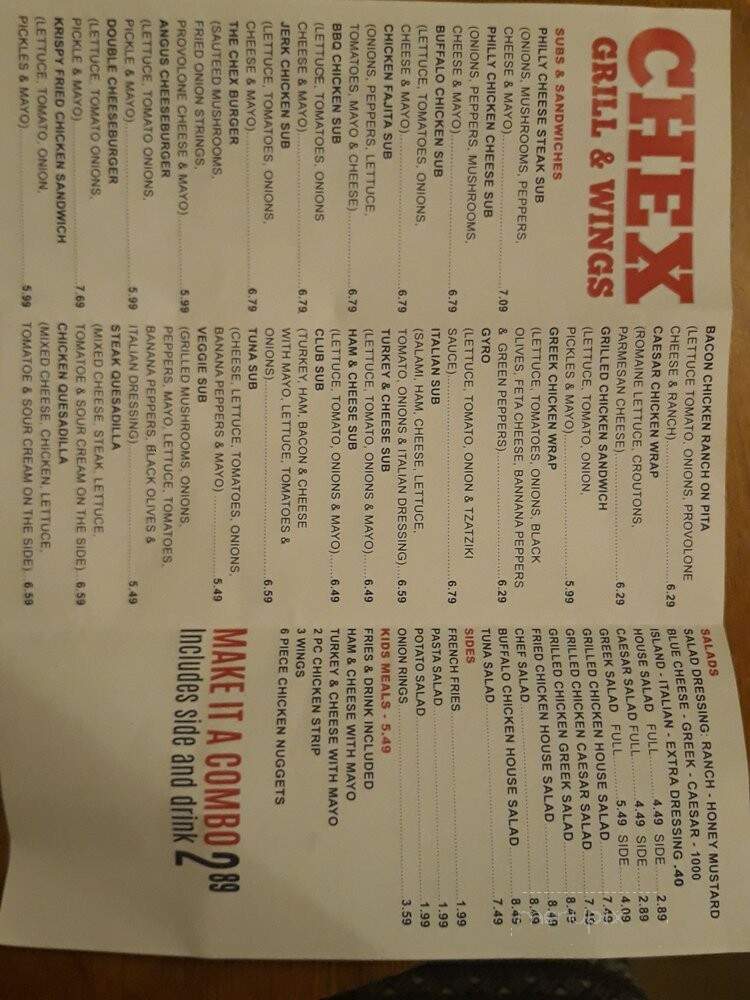 CHEX
GRILL & WINGS
SUBS & SANDWICHES
PHILLY CHEESE STEAK SUB
(ONIONS, MUSHROOMS, PEPPERS,
CHEESE & MAYO) 7.09
PHILLY CHICKEN CHEESE SUB
(ONIONS, PEPPERS, MUSHROOMS,
CHEESE & MAYO) 6.79
BUFFALO CHICKEN SUB
(LETTUCE, TOMATOES, ONIONS,
CHEESE & MAYO) 6.79
CHICKEN FAJITA SUB
(ONIONS, PEPPERS, LETTUCE,
TOMATOES, MAYO & CHEESE) 6.79
BBQ CHICKEN SUB
(LETTUCE, TOMATOES, ONIONS
CHEESE & MAYO) 6.79
JERK CHICKEN SUB
(LETTUCE, TOMATOES, ONIONS,
CHEESE & MAYO) 6.79
THE CHEX BURGER
(SAUTEED MUSHROOMS,
FRIED ONION STRINGS,
PROVOLONE CHEESE & MAYO) 5.99
ANGUS CHEESEBURGER
(LETTUCE, TOMATO ONIONS,
PICKLE & MAYO) 5.99
DOUBLE CHEESEBURGER
(LETTUCE, TOMATO ONIONS,
PICKLE & MAYO) 7.69
KRISPY FRIED CHICKEN SANDWICH
(LETTUCE, TOMATO, ONION,
PICKLES & MAYO) 5.99
BACON CHICKEN RANCH ON PITA
(LETTUCE TOMATO, ONIONS, PROVOLONE
CHEESE & RANCH) 6.29
CAESAR CHICKEN WRAP
(ROMAINE LETTUCE, CROUTONS,
PARMESAN CHEESE) 6.29
GRILLED CHICKEN SANDWICH
(LETTUCE, TOMATO, ONION,
PICKLES & MAYO) 5.99
GREEK CHICKEN WRAP
(LETTUCE, TOMATOES, ONIONS, BLACK
OLIVES, FETA CHEESE, BANNANA PEPPERS
& GREEN PEPPERS) 6.29
GYRO
(LETTUCE, TOMATO, ONION & TZATZIKI
SAUCE) 6.79
ITALIAN SUB
(SALAMI, HAM, CHEESE, LETTUCE,
TOMATO, ONIONS & ITALIAN DRESSING) 6.59
TURKEY & CHEESE SUB
(LETTUCE, TOMATO, ONIONS & MAYO) 6.49
HAM & CHEESE SUB
(LETTUCE, TOMATO, ONIONS & MAYO) 6.49
CLUB SUB
(TURKEY, HAM, BACON & CHEESE
WITH MAYO, LETTUCE, TOMATOES &
ONIONS) 6.59
TUNA SUB
(CHEESE, LETTUCE, TOMATOES, ONIONS,
BANANA PEPPERS & MAYO) 5.49
VEGGIE SUB
(GRILLED MUSHROOMS, ONIONS,
PEPPERS, MAYO, LETTUCE, TOMATOES,
BANANA PEPPERS, BLACK OLIVES &
ITALIAN DRESSING) 5.49
STEAK QUESADILLA
(MIXED CHEESE, STEAK, LETTUCE,
TOMATOE & SOUR CREAM ON THE SIDE) 6.59
CHICKEN QUESADILLA
(MIXED CHEESE, CHICKEN, LETTUCE,
TOMATOE & SOUR CREAM ON THE SIDE) 6.59
SALADS
SALAD DRESSING: RANCH - HONEY MUSTARD
BLUE CHEESE - GREEK - CAESAR - 1000
ISLAND - ITALIAN - EXTRA DRESSING .40
HOUSE SALAD FULL 4.49 SIDE 2.89
CAESAR SALAD FULL 4.49 SIDE 2.89
GREEK SALAD FULL 5.49 SIDE 4.09
GRILLED CHICKEN HOUSE SALAD 7.49
GRILLED CHICKEN CAESAR SALAD 7.49
GRILLED CHICKEN GREEK SALAD 8.49
FRIED CHICKEN HOUSE SALAD 8.49
CHEF SALAD 8.49
BUFFALO CHICKEN HOUSE SALAD 8.49
TUNA SALAD 7.49
SIDES
FRENCH FRIES 1.99
PASTA SALAD 1.99
POTATO SALAD 1.99
ONION RINGS 3.59
KIDS MEALS - 5.49
FRIES & DRINK INCLUDED
HAM & CHEESE WITH MAYO
TURKEY & CHEESE WITH MAYO
2 PC CHICKEN STRIP
3 WINGS
6 PIECE CHICKEN NUGGETS
MAKE IT A COMBO 2 89
Includes side and drink 2